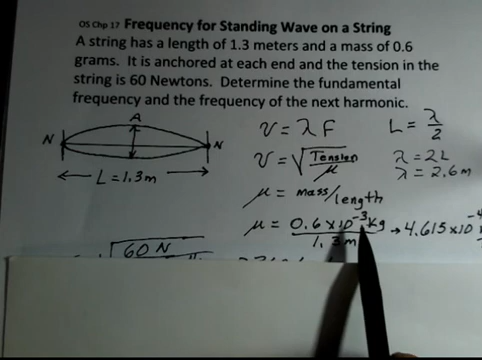 OS Chp 17 Frequency for Standing Wave on a String
A string has a length of 1.3 meters and a mass of 0.6
grams. It is anchored at each end and the tension in the
string is 60 Newtons. Determine the fundamental
frequency and the frequency of the next harmonic.
A
N N
L = 1.3m
V = λF
V = √Tension/μ
μ = mass/length
μ = 0.6 x 10⁻³ Kg / 1.3 m → 4.615 x 10⁻⁴
L = λ/2
λ = 2L
λ = 2.6m
60 N